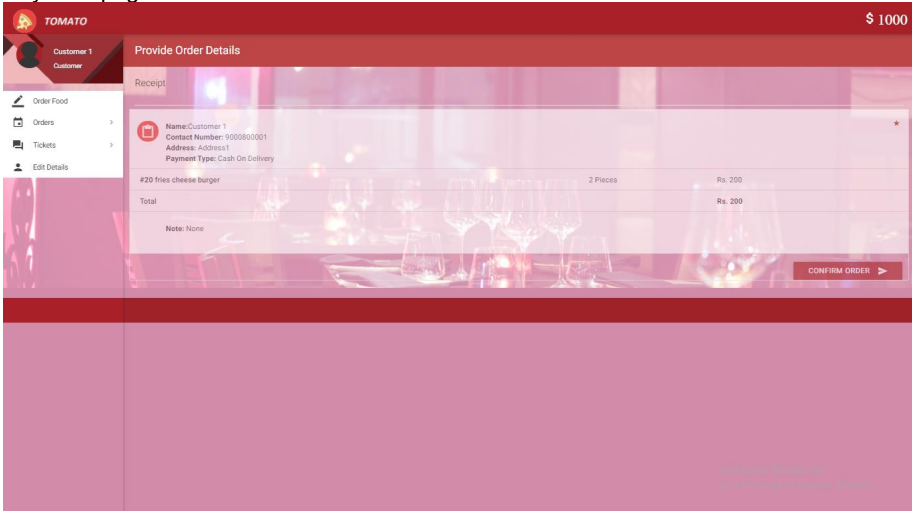 TOMATO
$ 1000
Customer 1
Customer
Order Food
Orders
Tickets
Edit Details
Provide Order Details
Receipt
Name:Customer 1
Contact Number: 9000800001
Address: Address1
Payment Type: Cash On Delivery
#20 fries cheese burger 2 Pieces Rs. 200
Total Rs. 200
Note: None
CONFIRM ORDER